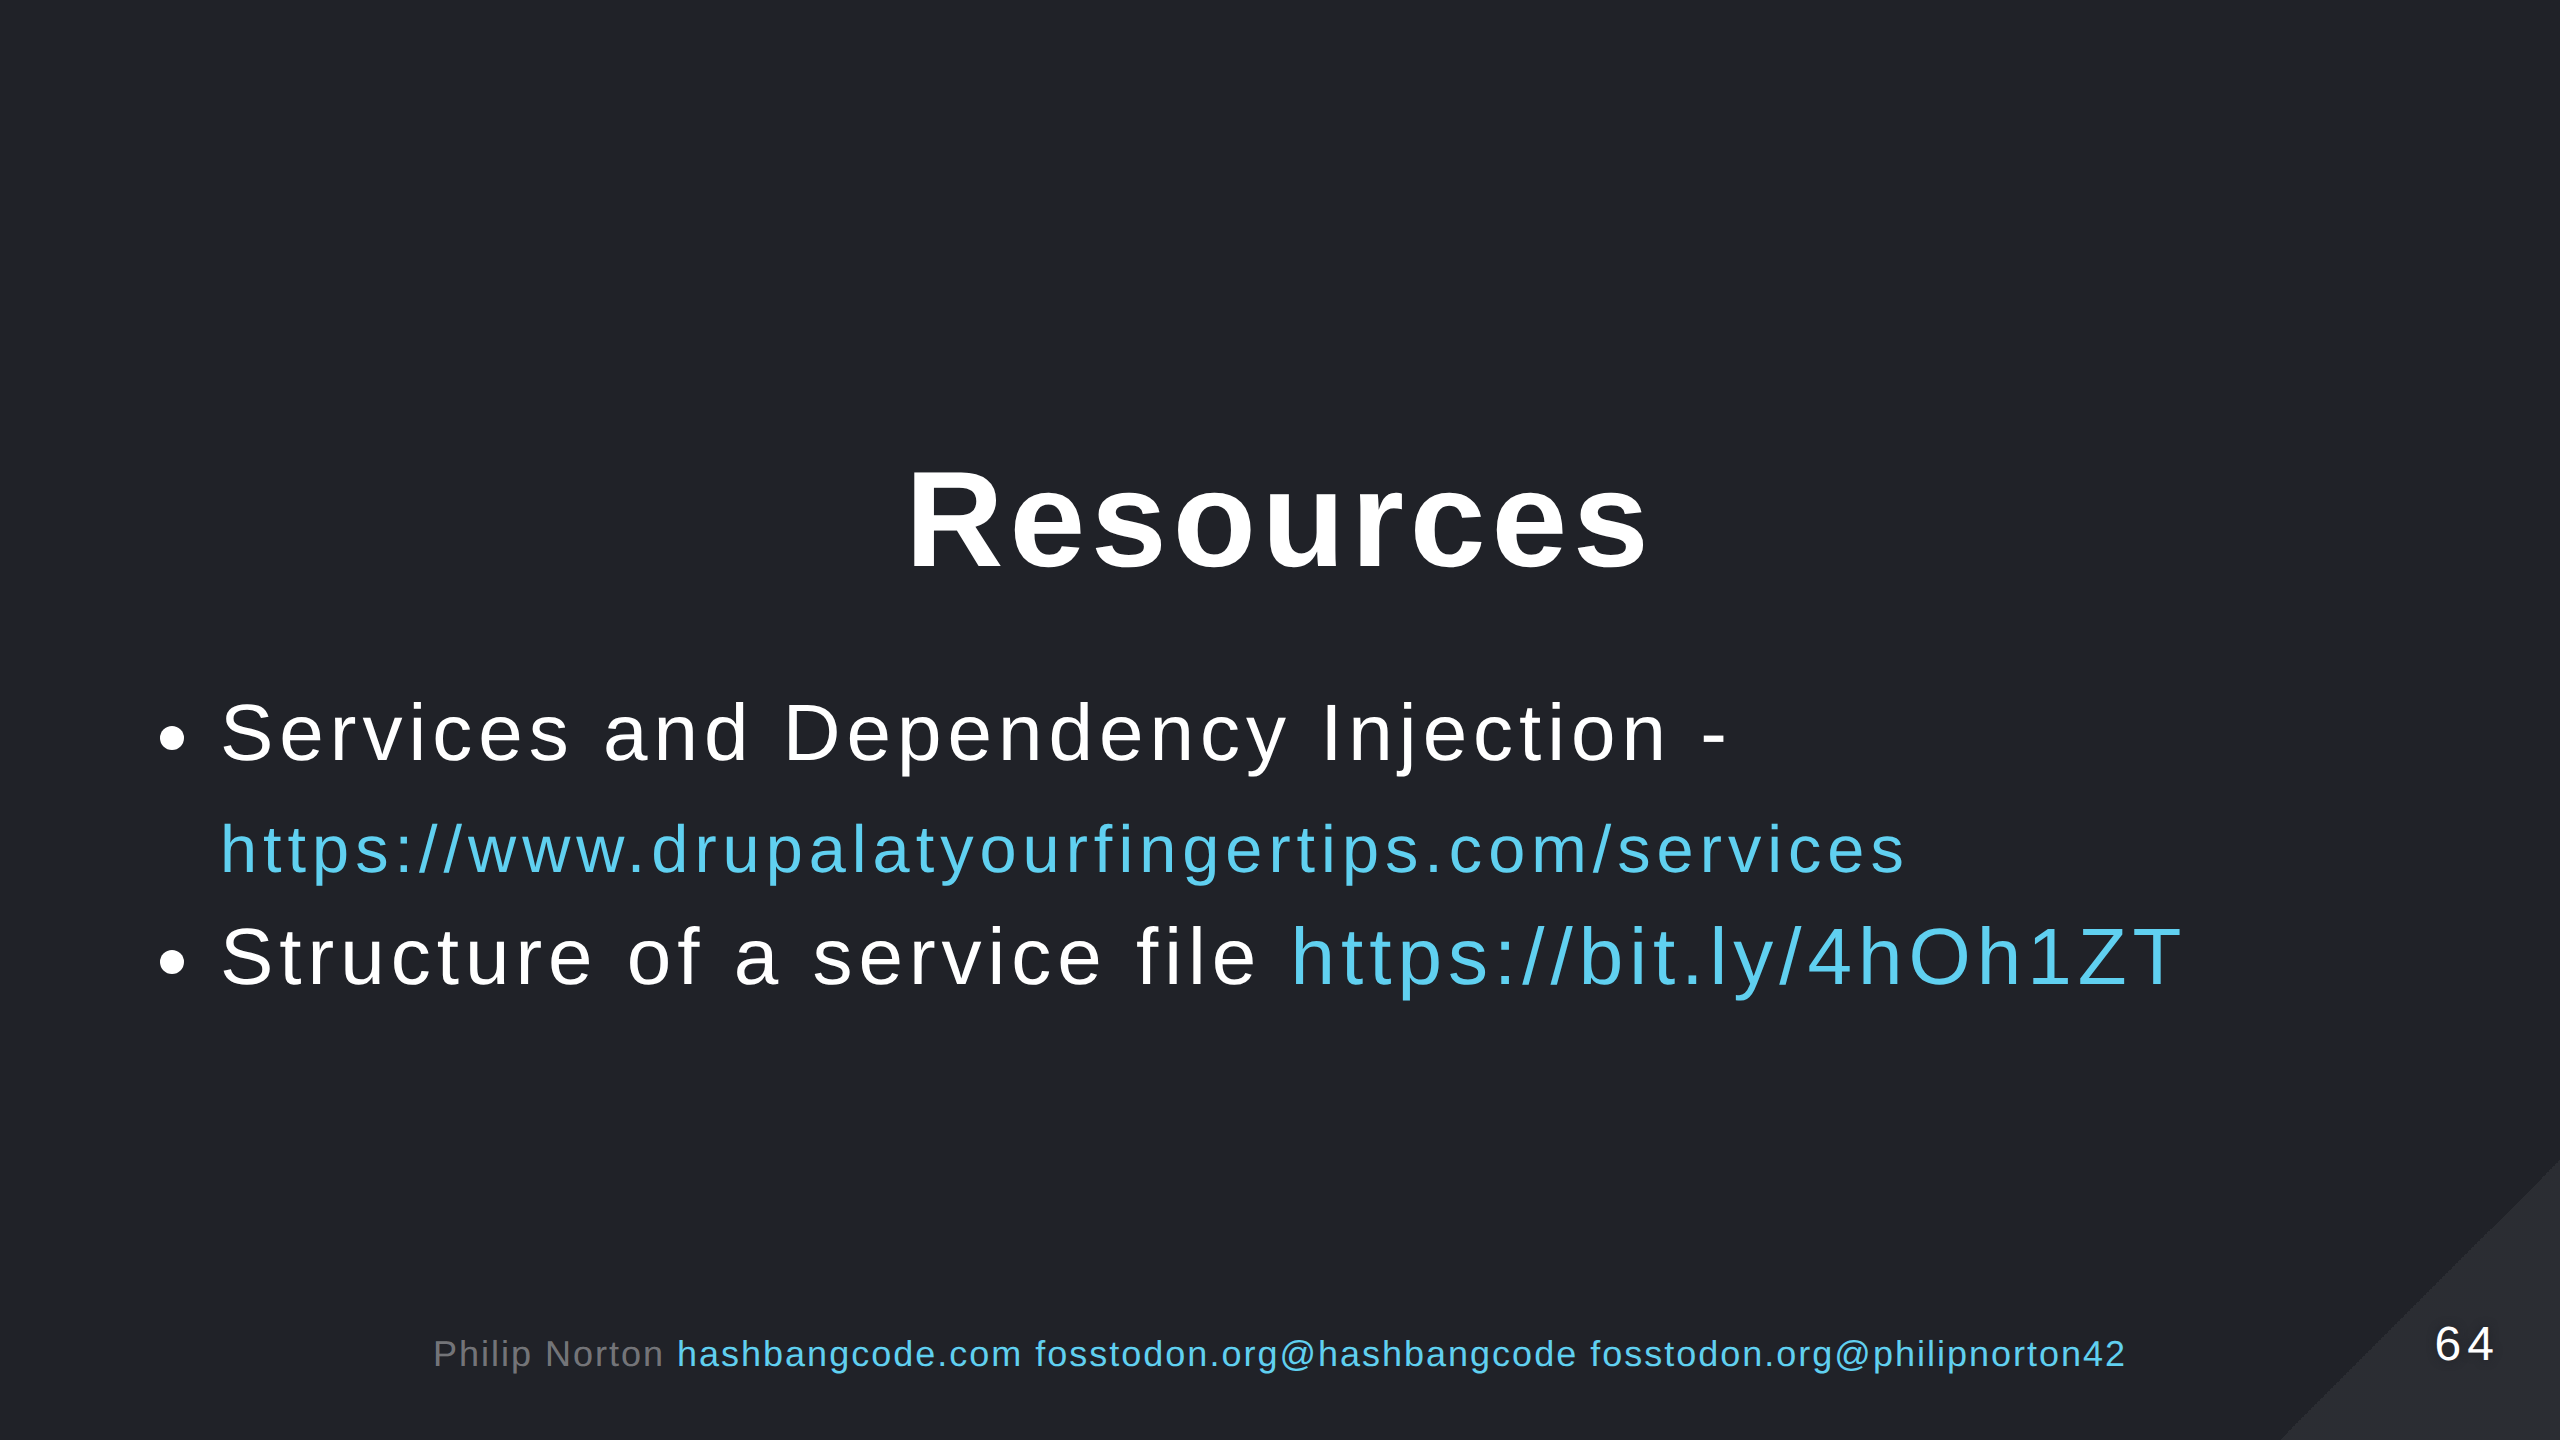 Resources
• Services and Dependency Injection -
https://www.drupalatyourfingertips.com/services
• Structure of a service file https://bit.ly/4hOh1ZT
Philip Norton hashbangcode.com fosstodon.org@hashbangcode fosstodon.org@philipnorton42
64